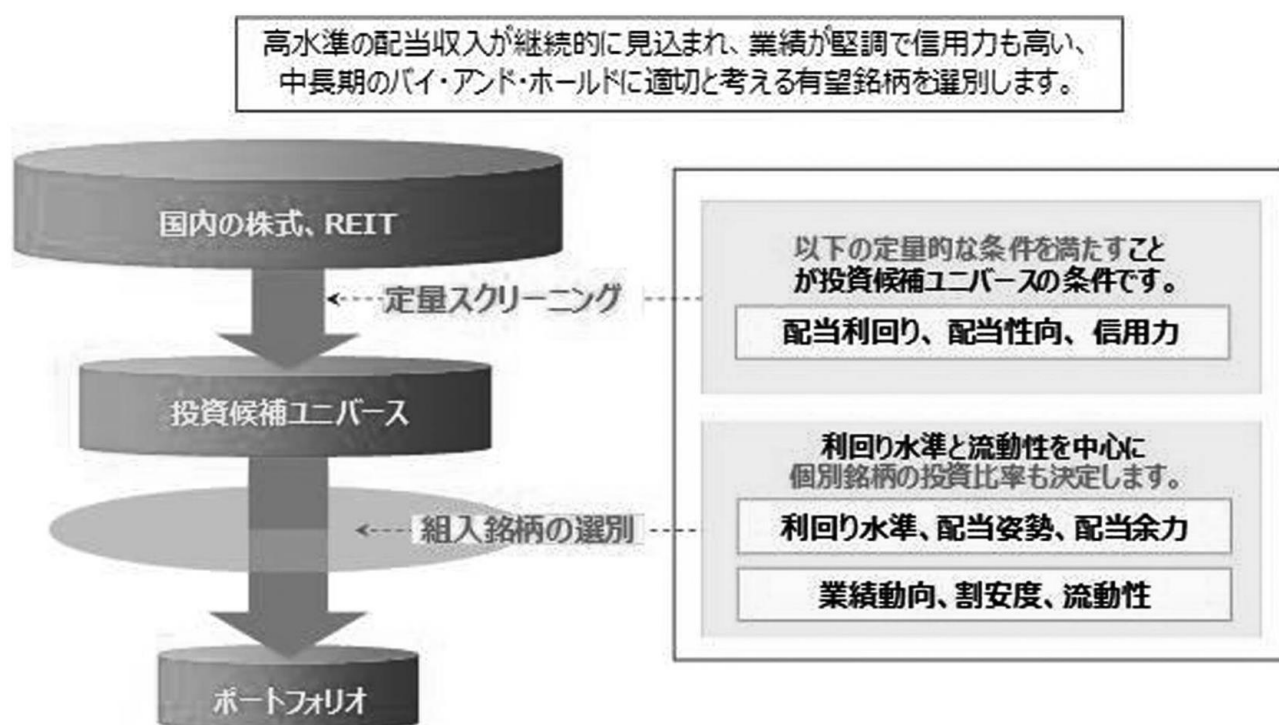 高水準の配当収入が継続的に見込まれ、業績が堅調で信用力も高い、
中長期のバイ・アンド・ホールドに適切と考える有望銘柄を選別します。
国内の株式、REIT
定量スクリーニング
以下の定量的な条件を満たすこと
が投資候補ユニバースの条件です。
配当利回り、配当性向、信用力
投資候補ユニバース
利回り水準と流動性を中心に
個別銘柄の投資比率も決定します。
組入銘柄の選別
利回り水準、配当姿勢、配当余力
業績動向、割安度、流動性
ポートフォリオ